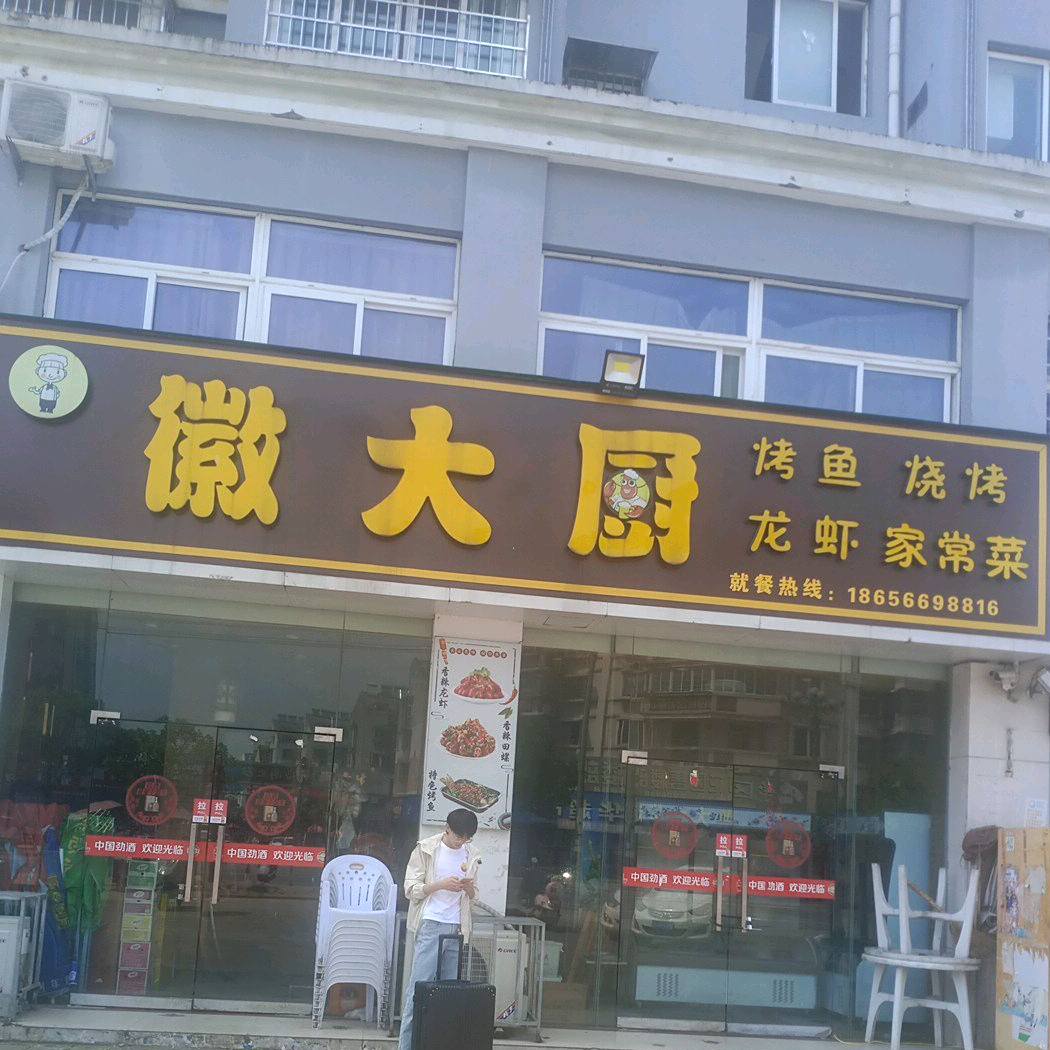 徽大厨
烤鱼 烧烤
龙虾 家常菜
就餐热线：18656698816
香辣龙虾
香辣田螺
特色烤鱼
拉
拉
中国劲酒 欢迎光临
中国劲酒 欢迎光临
拉
拉
中国劲酒 欢迎光临
中国劲酒 欢迎光临